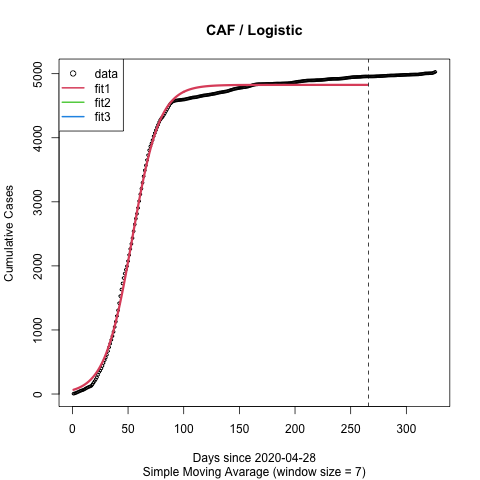 CAF / Logistic
data
fit1
fit2
fit3
Cumulative Cases
5000
4000
3000
2000
1000
0
0 50 100 150 200 250 300
Days since 2020-04-28
Simple Moving Avarage (window size = 7)